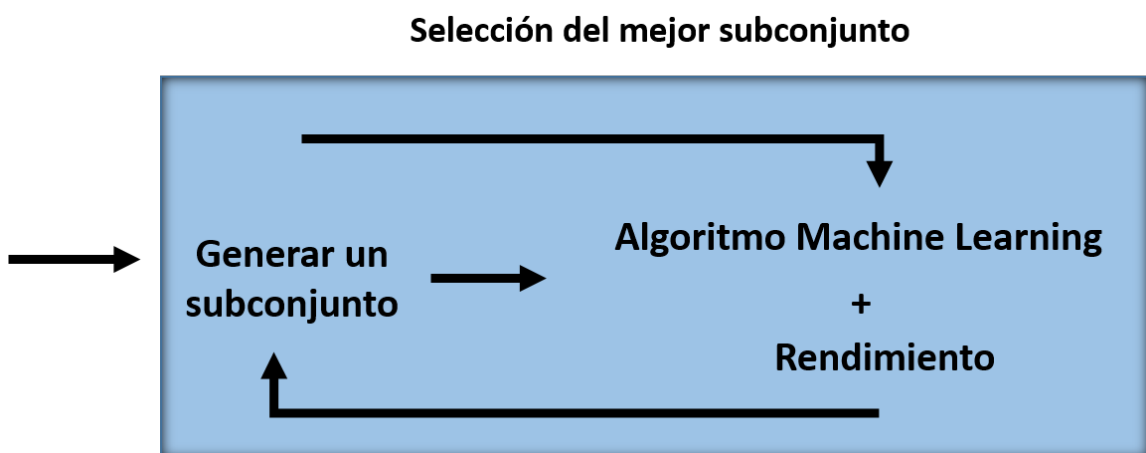 Selección del mejor subconjunto
Generar un
subconjunto
Algoritmo Machine Learning
+
Rendimiento